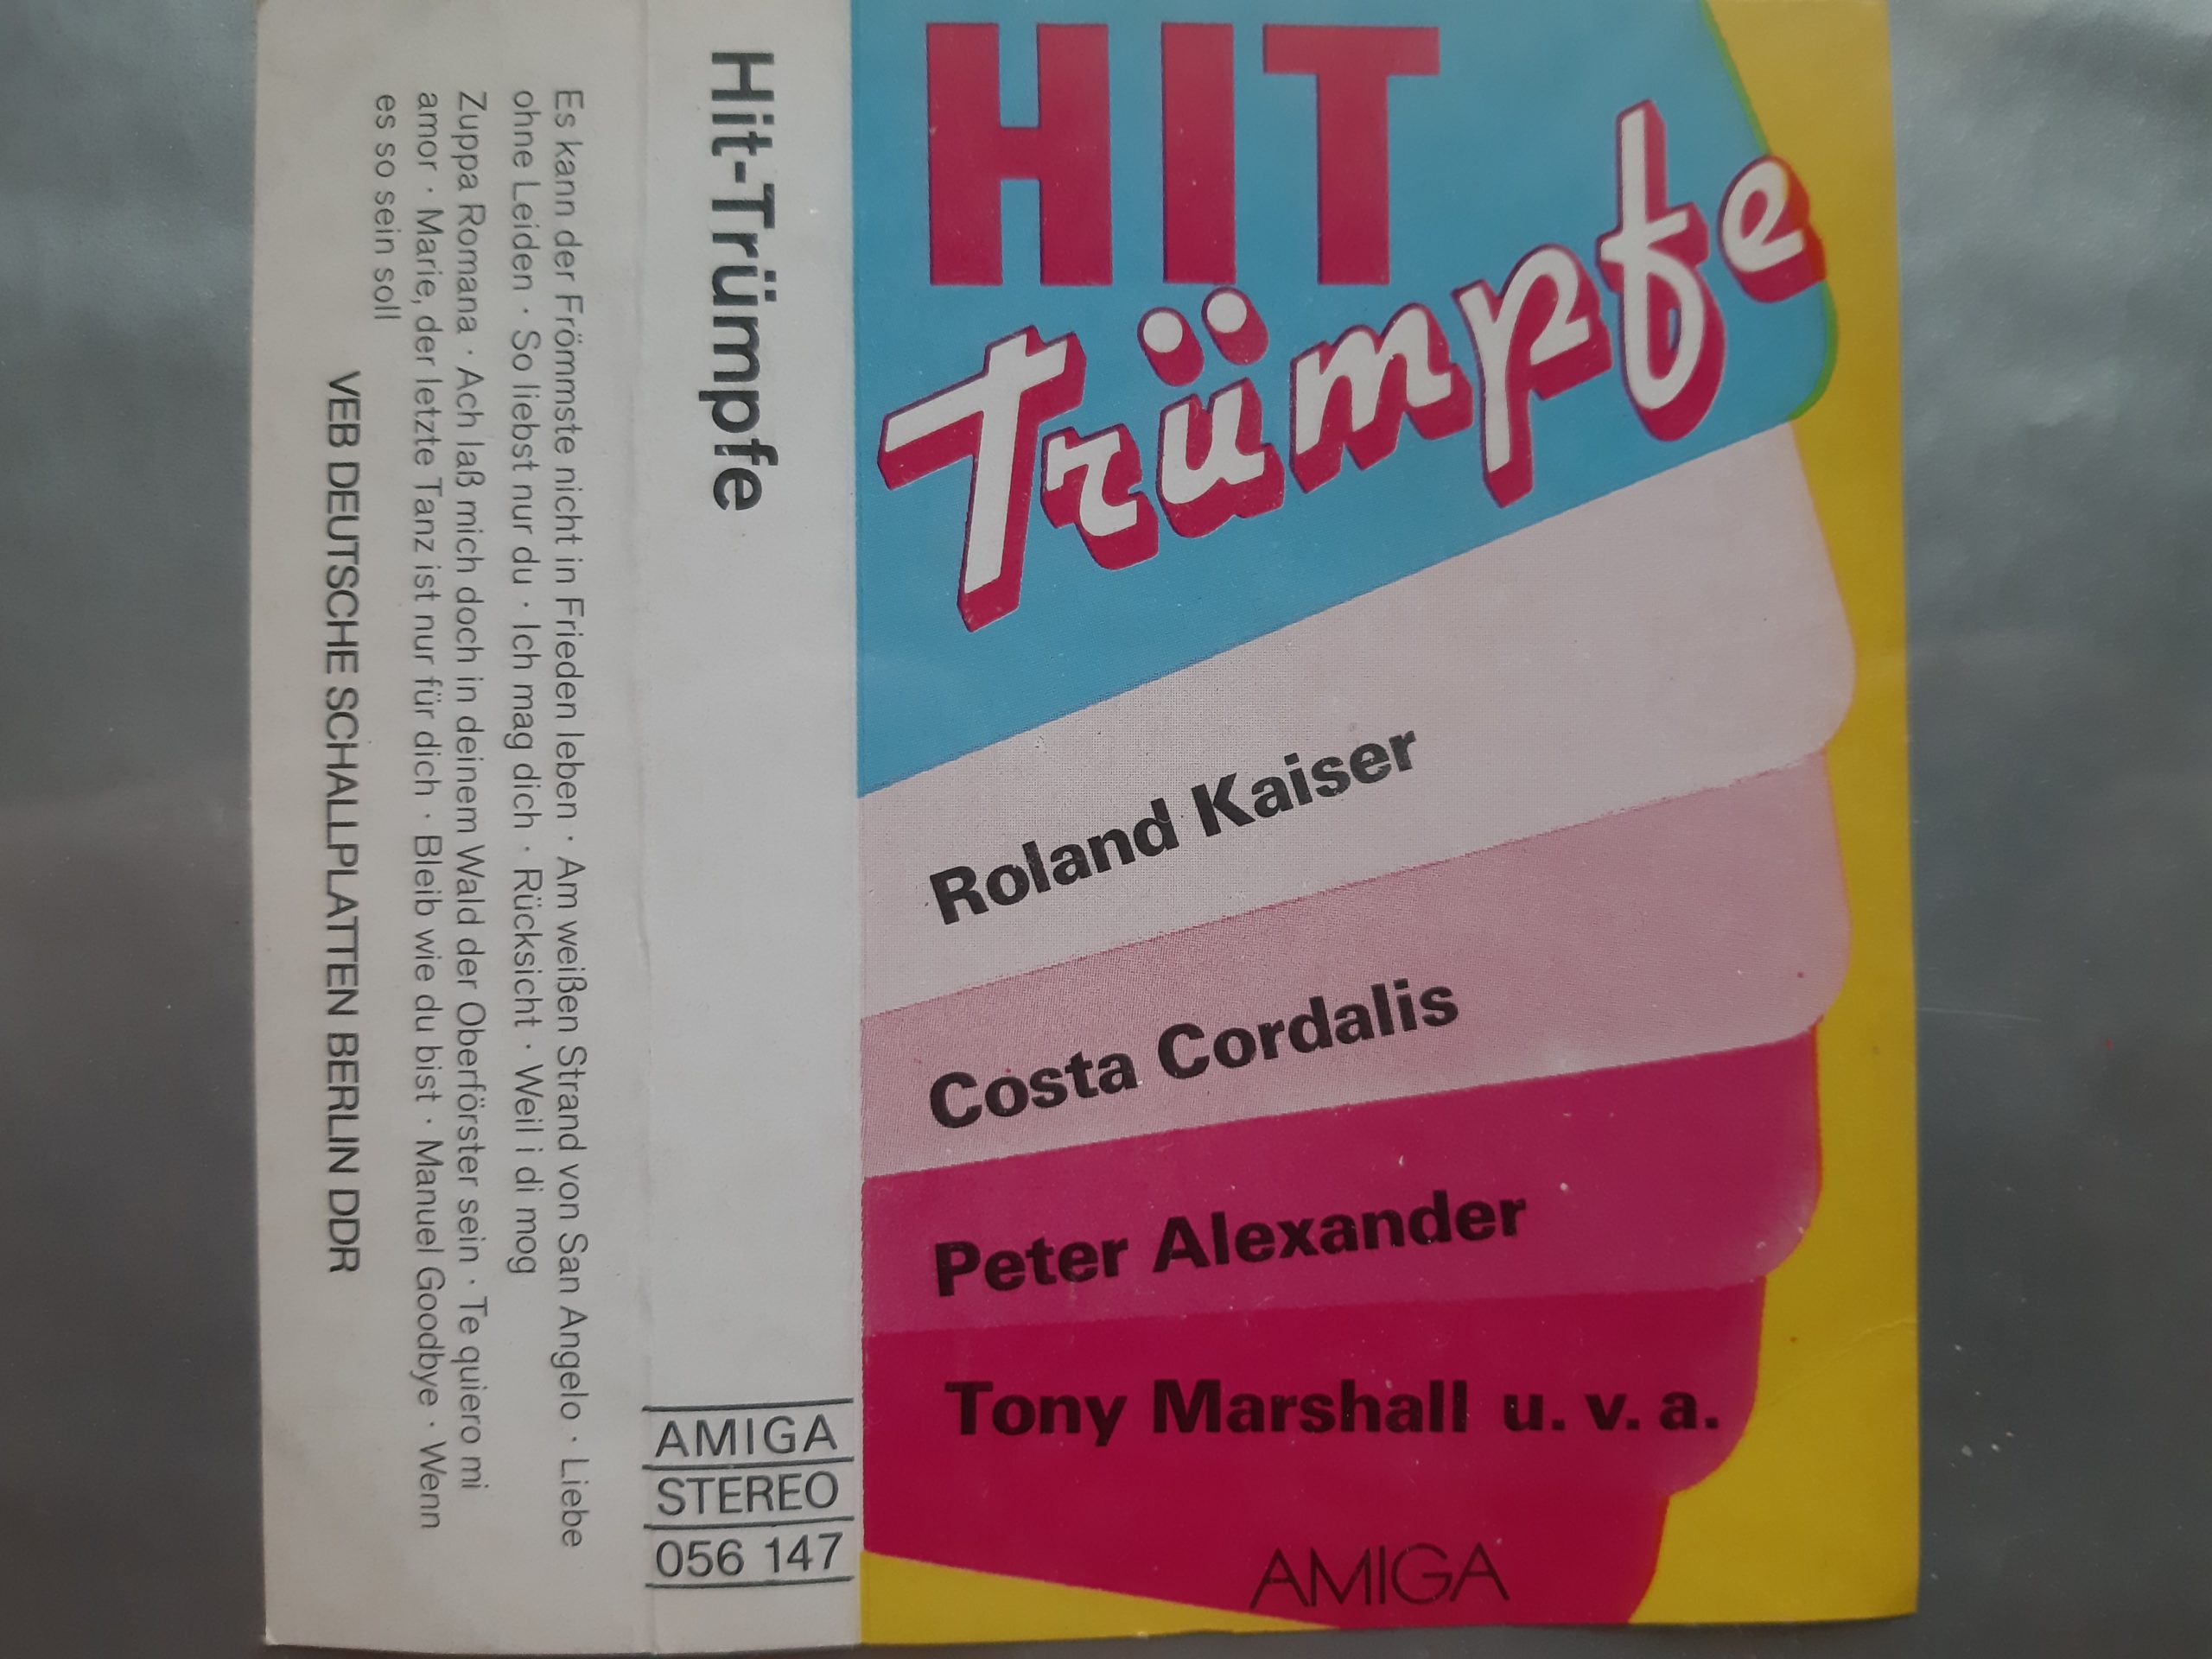 HIT
Trümpfe
Roland Kaiser
Costa Cordalis
Peter Alexander
Tony Marshall u. v. a.
AMIGA
Hit-Trümpfe
AMIGA
STEREO
056 147
Es kann der Frömmste nicht in Frieden leben · Am weißen Strand von San Angelo · Liebe
ohne Leiden · So liebst nur du · Ich mag dich · Rücksicht · Weil i di mog
Zuppa Romana · Ach laß mich doch in deinem Wald der Oberförster sein · Te quiero mi
amor · Marie, der letzte Tanz ist nur für dich · Bleib wie du bist · Manuel Goodbye · Wenn
es so sein soll
VEB DEUTSCHE SCHALLPLATTEN BERLIN DDR